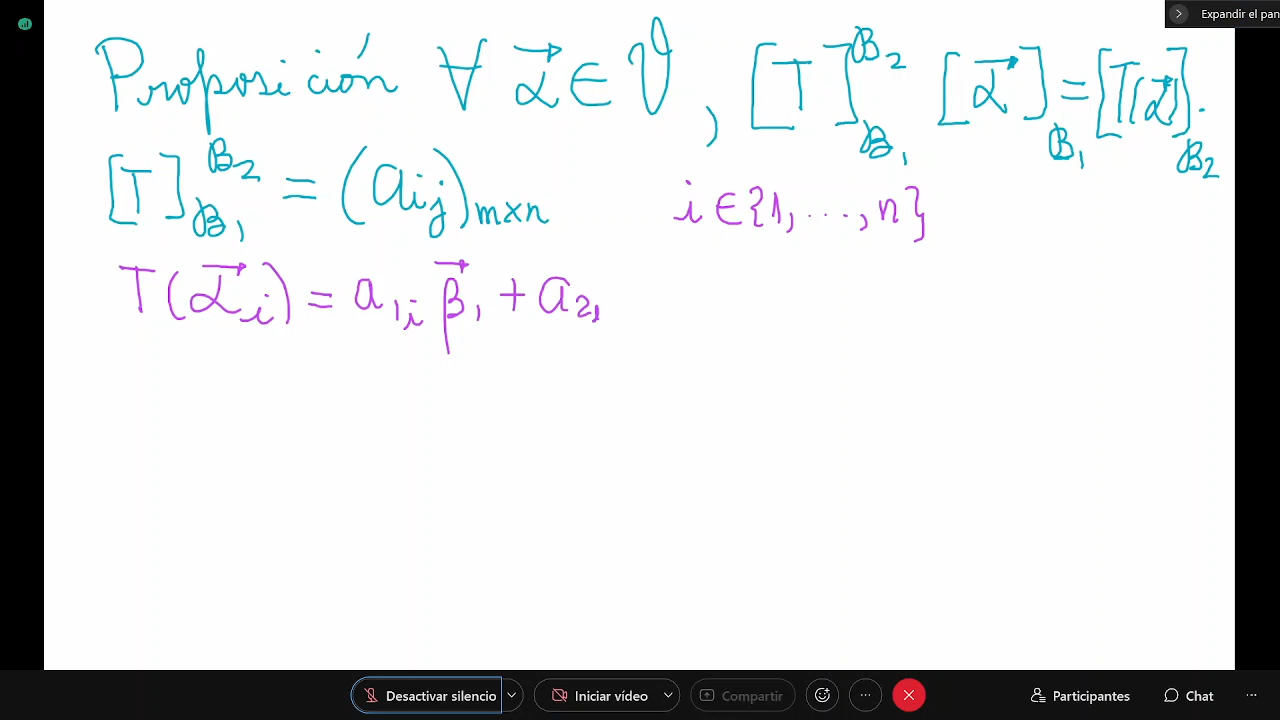 Expandir el pan
Proposición ∀ α⃗ ∈ V, [T]_{B₁}^{B₂} [α⃗]_{B₁} = [T(α⃗)]_{B₂}.
[T]_{B₁}^{B₂} = (a_{ij})_{m×n}
i ∈ {1, ..., n}
T(α⃗_i) = a_{1i} β⃗_1 + a_{2,
Desactivar silencio
Iniciar vídeo
Compartir
Participantes
Chat